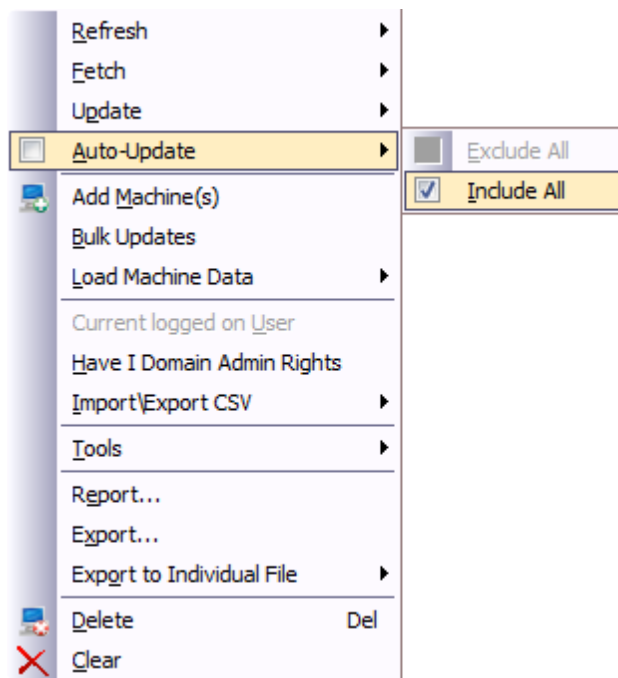 Refresh
Fetch
Update
Auto-Update
Exclude All
Include All
Add Machine(s)
Bulk Updates
Load Machine Data
Current logged on User
Have I Domain Admin Rights
Import\Export CSV
Tools
Report...
Export...
Export to Individual File
Delete Del
Clear